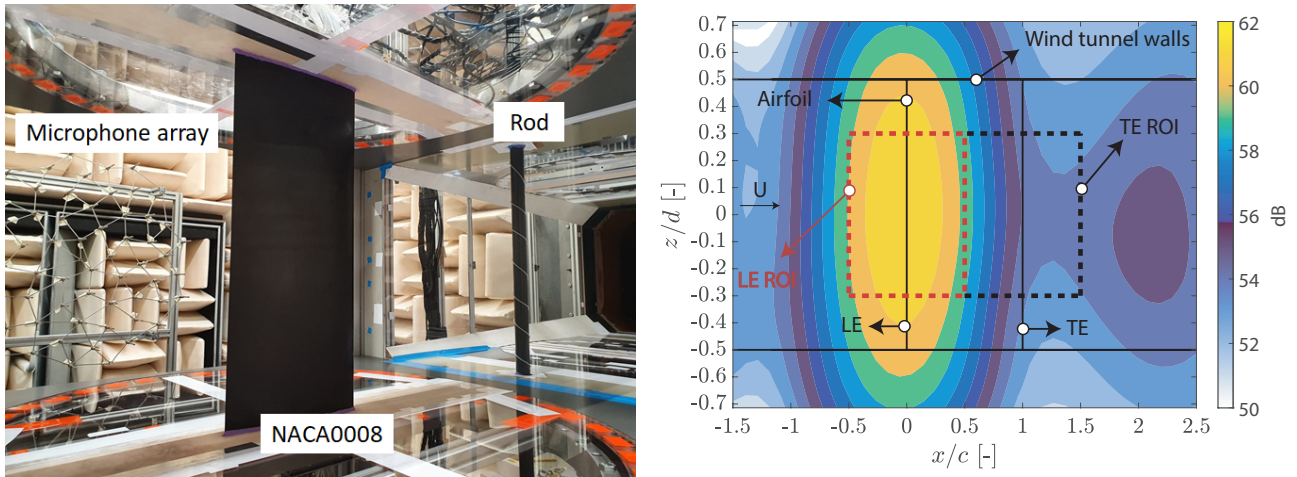 Microphone array
Rod
NACA0008
0.7
0.6
0.5
0.4
0.3
0.2
0.1
0
-0.1
-0.2
-0.3
-0.4
-0.5
-0.6
-0.7
z/d [-]
Wind tunnel walls
Airfoil
TE ROI
U
LE ROI
LE
TE
-1.5 -1 -0.5 0 0.5 1 1.5 2 2.5
x/c [-]
62
60
58
56
54
52
50
dB